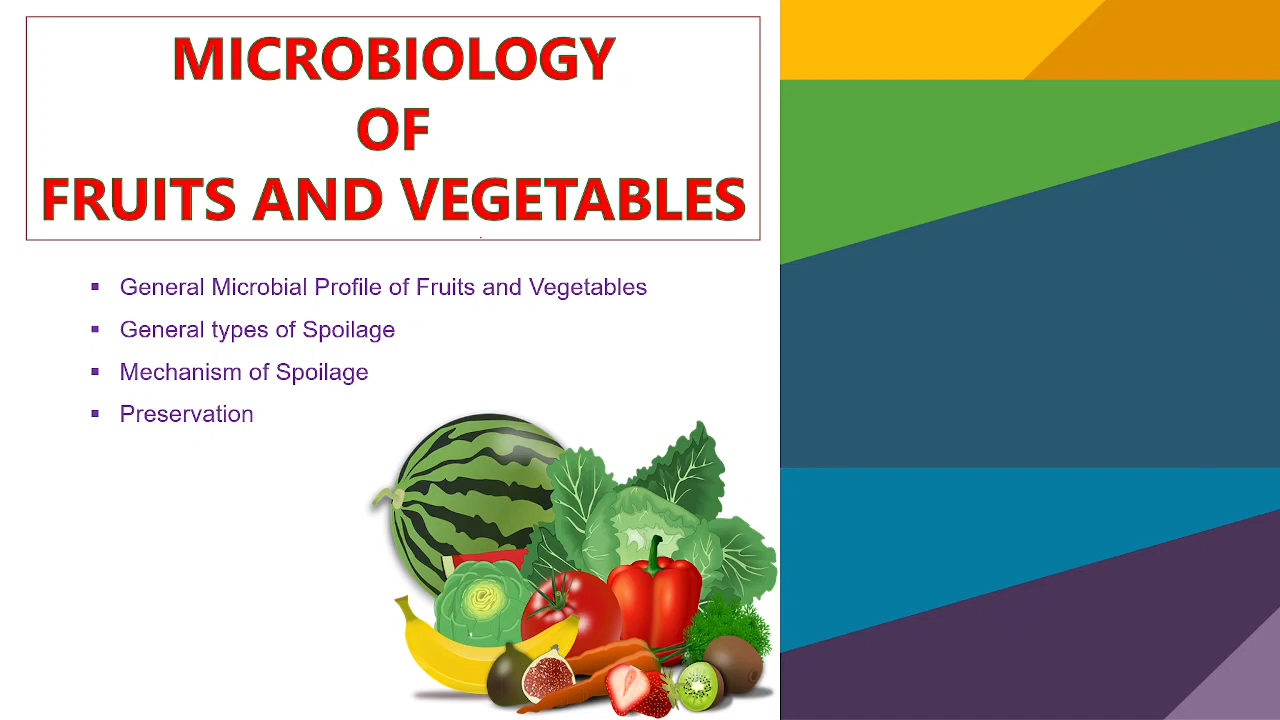 MICROBIOLOGY
OF
FRUITS AND VEGETABLES
▪ General Microbial Profile of Fruits and Vegetables
▪ General types of Spoilage
▪ Mechanism of Spoilage
▪ Preservation